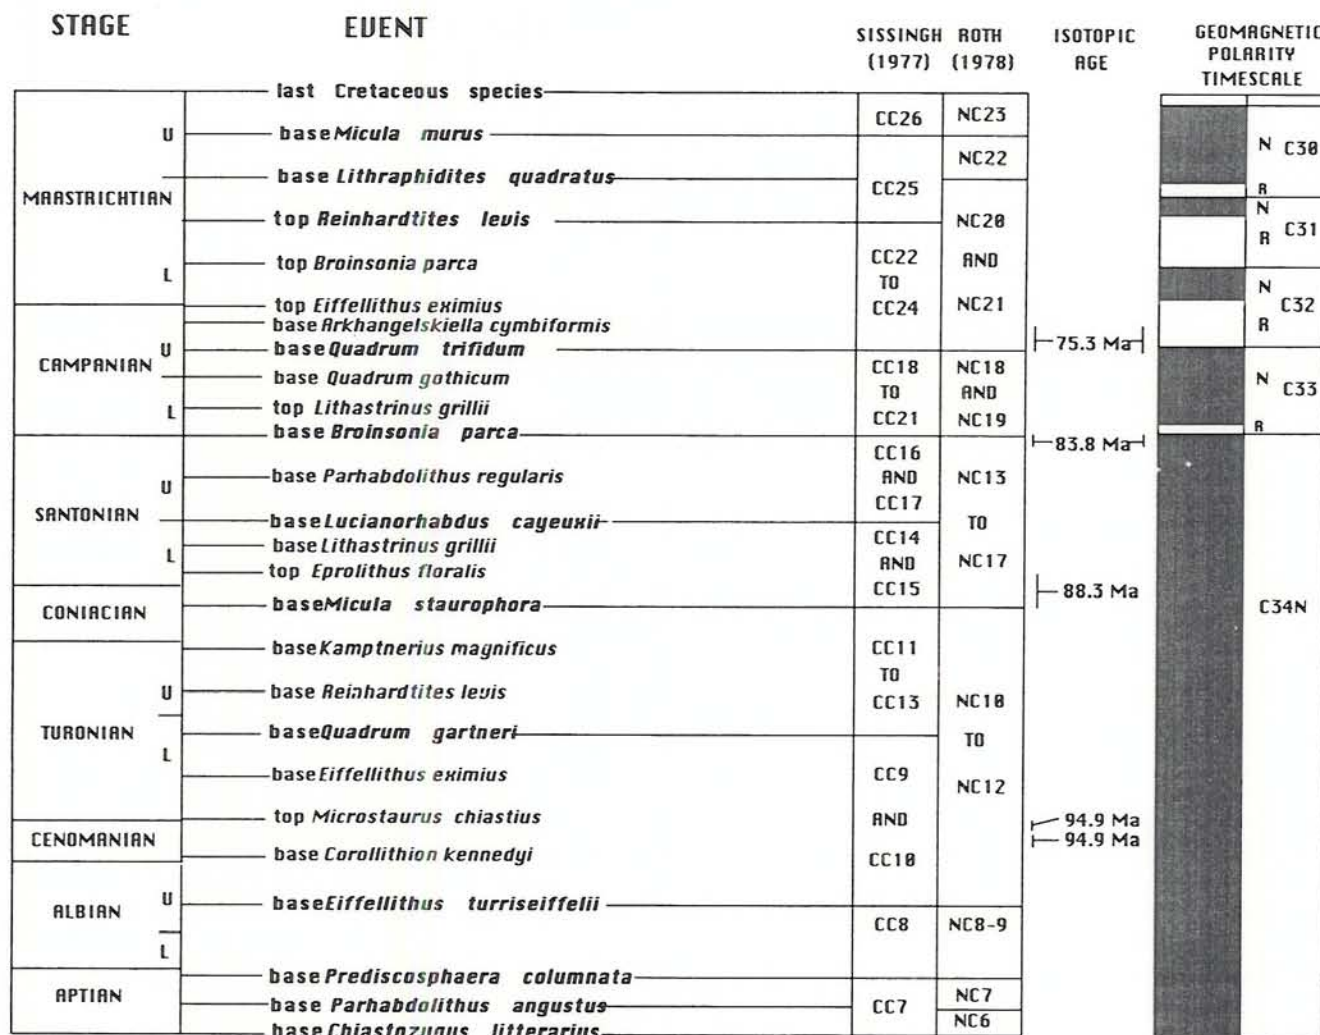 STAGE EVENT SISSINGH ROTH ISOTOPIC GEOMAGNETIC
(1977) (1978) AGE POLARITY
TIMESCALE
last Cretaceous species
CC26 NC23
U base Micula murus
N C30
NC22
base Lithraphidites quadratus
MAASTRICHTIAN CC25 R
N
top Reinhardtites levis NC20
C31
R
top Broinsonia parca CC22 AND
L TO
N
top Eiffellithus eximius CC24 NC21 C32
base Arkhangelskiella cymbiformis R
U base Quadrum trifidum 75.3 Ma
CAMPANIAN CC18 NC18
base Quadrum gothicum N
TO AND C33
L top Lithastrinus grillii
CC21 NC19
R
base Broinsonia parca 83.8 Ma
CC16
U base Parhabdolithus regularis AND NC13
CC17
SANTONIAN base Lucianorhabdus cayeuxii TO
L base Lithastrinus grillii CC14
AND NC17
top Eprolithus floralis
CC15 88.3 Ma
CONIACIAN base Micula staurophora C34N
base Kamptnerius magnificus CC11
TO
U base Reinhardtites levis
CC13 NC10
TURONIAN base Quadrum gartneri
TO
L
base Eiffellithus eximius CC9
NC12
top Microstaurus chiastius AND 94.9 Ma
CENOMANIAN 94.9 Ma
base Corollithion kennedyi CC10
U base Eiffellithus turriseiffelii
ALBIAN
CC8 NC8-9
L
base Prediscosphaera columnata
APTIAN NC7
base Parhabdolithus angustus CC7
NC6
base Chiastozygus litterarius